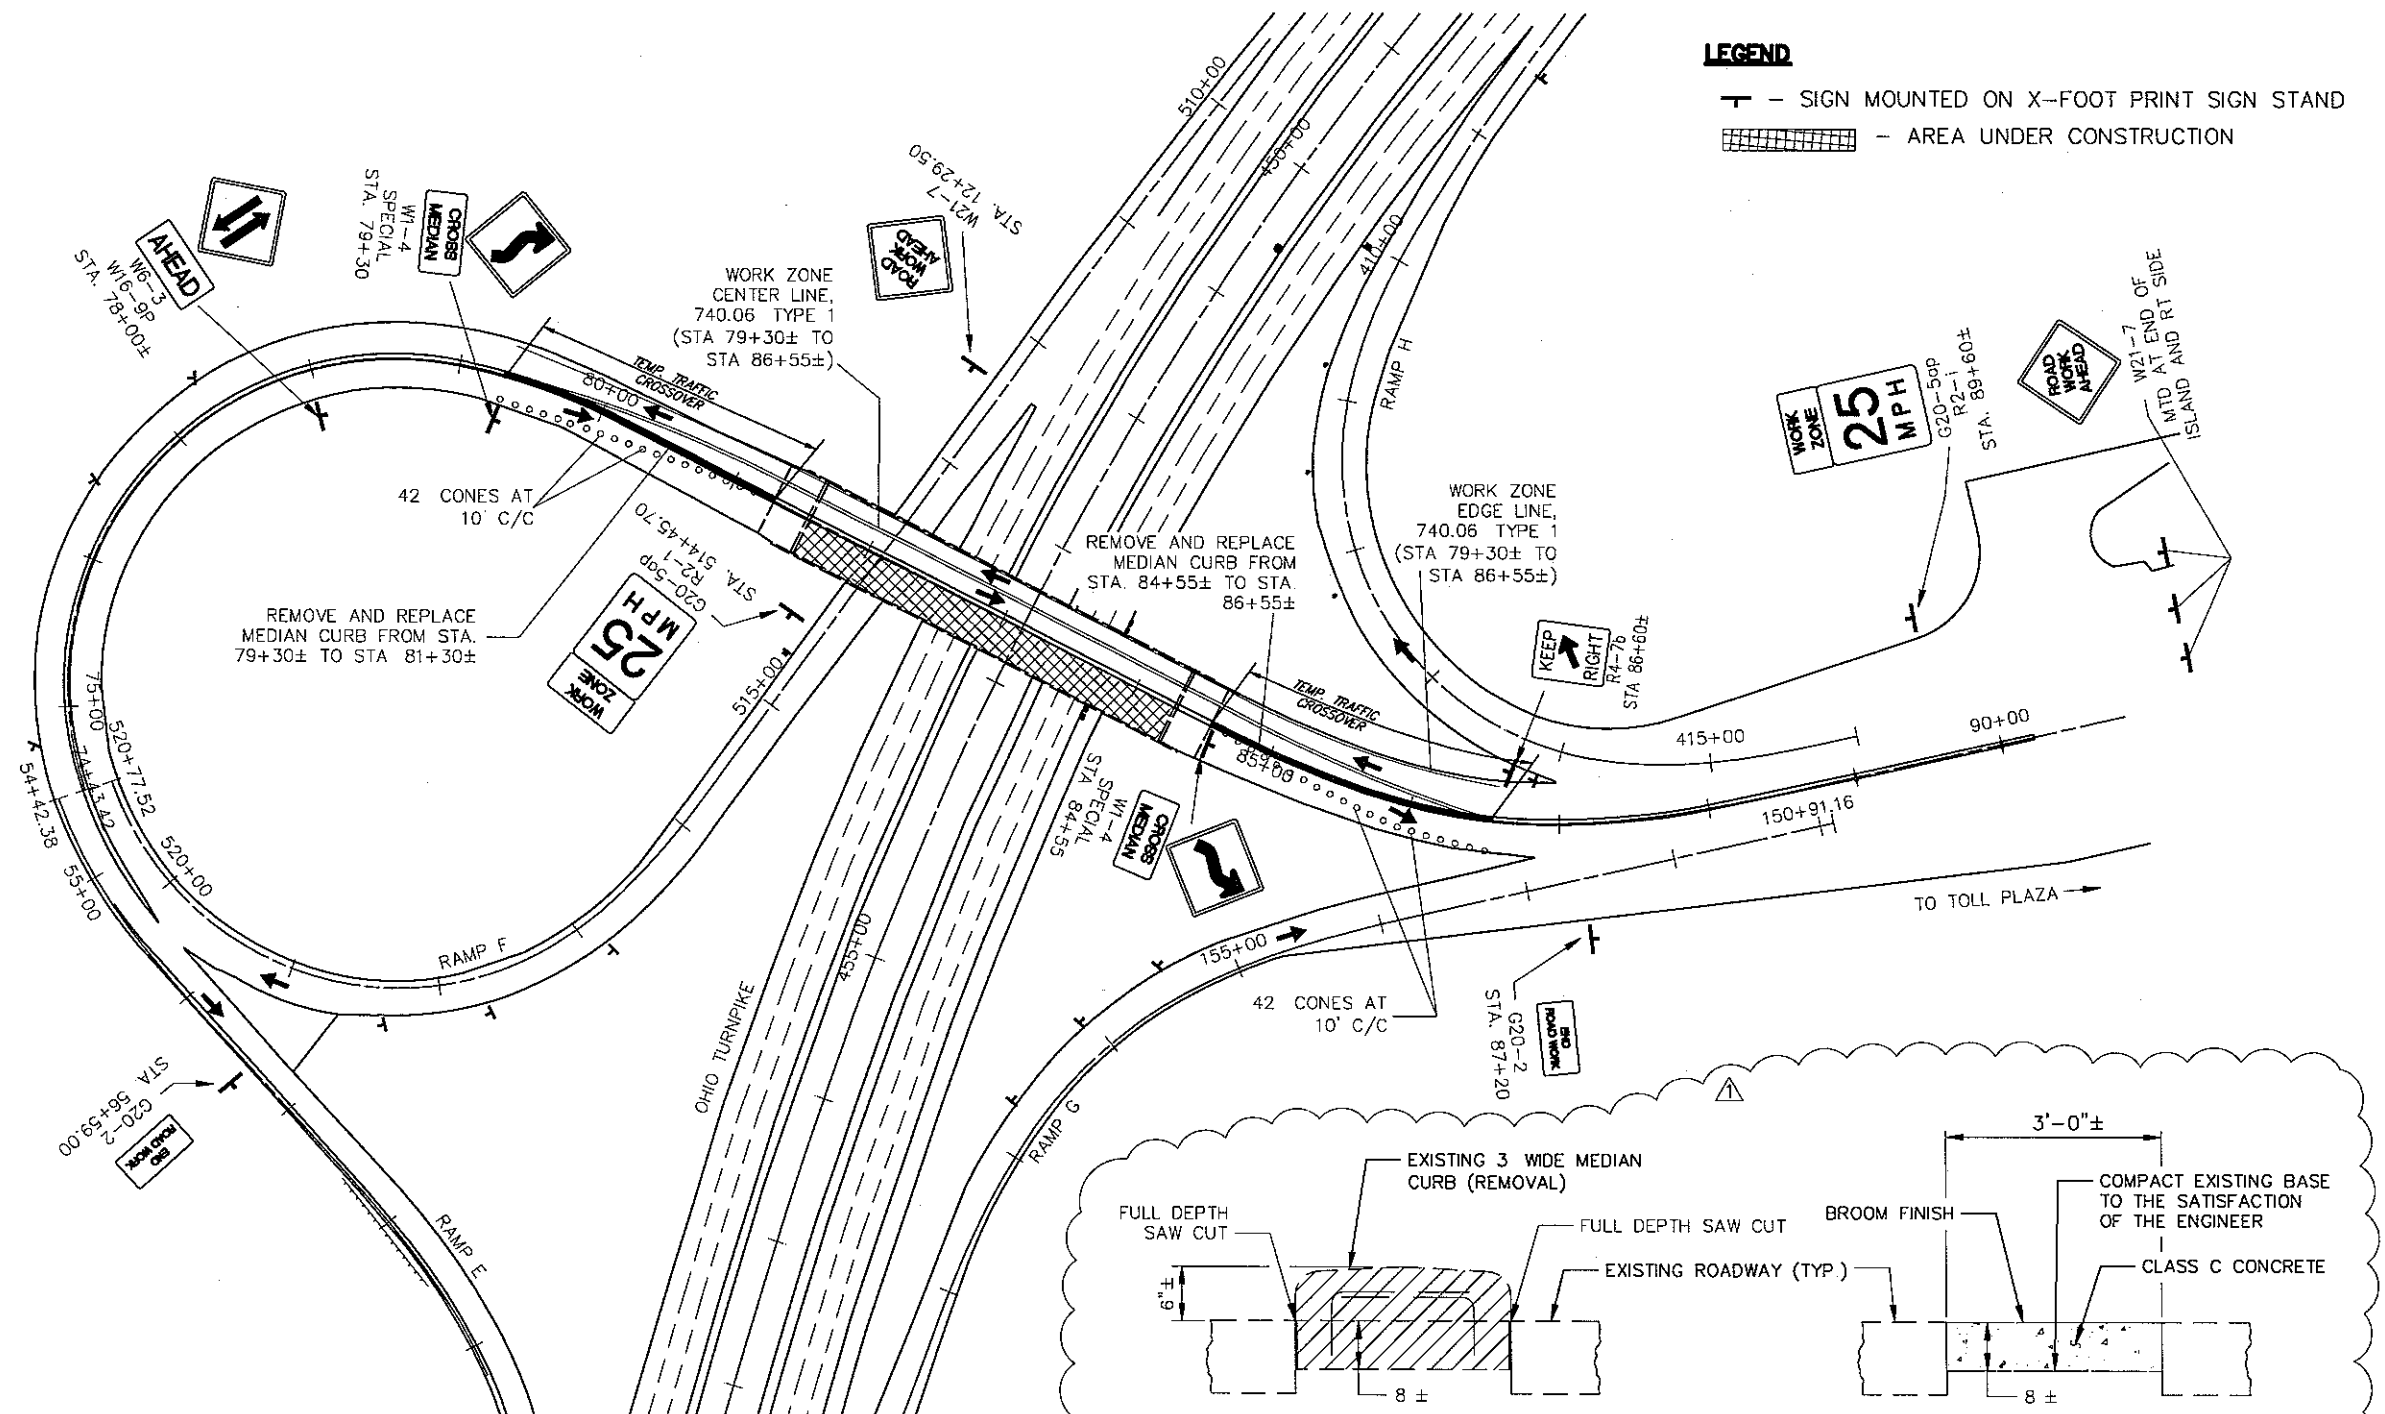 LEGEND
- SIGN MOUNTED ON X-FOOT PRINT SIGN STAND
- AREA UNDER CONSTRUCTION
510+00
450+00
410+00
STA. 12+29.50
W21-7
ROAD
WORK
AHEAD
CROSS
MEDIAN
W1-4
SPECIAL
STA. 79+30
AHEAD
W6-3
W16-9P
STA. 78+00±
WORK ZONE
CENTER LINE,
740.06 TYPE 1
(STA 79+30± TO
STA 86+55±)
TEMP. TRAFFIC
CROSSOVER
80+00
RAMP H
W21-7
MTD AT END OF
ISLAND AND RT SIDE
ROAD
WORK
AHEAD
WORK
ZONE
25
MPH
G20-5ap
R2-1
STA. 89+60±
42 CONES AT
10' C/C
WORK ZONE
EDGE LINE,
740.06 TYPE 1
(STA 79+30± TO
STA 86+55±)
REMOVE AND REPLACE
MEDIAN CURB FROM
STA. 84+55± TO STA.
86+55±
STA. 514+45.70
R2-1
G20-5ap
25
MPH
WORK
ZONE
REMOVE AND REPLACE
MEDIAN CURB FROM STA.
79+30± TO STA 81+30±
KEEP
RIGHT
R4-7b
STA 86+60±
515+00
TEMP. TRAFFIC
CROSSOVER
75+00
520+77.52
74+43.42
54+42.38
55+00
520+00
85+00
415+00
90+00
150+91.16
CROSS
MEDIAN
W1-4
SPECIAL
STA 84+55
TO TOLL PLAZA
RAMP F
455+00
155+00
OHIO TURNPIKE
42 CONES AT
10' C/C
G20-2
STA. 87+20
END
ROAD WORK
STA 56+59.00
G20-2
END
ROAD WORK
RAMP G
RAMP E
1
EXISTING 3 WIDE MEDIAN
CURB (REMOVAL)
FULL DEPTH
SAW CUT
FULL DEPTH SAW CUT
6"±
8 ±
EXISTING ROADWAY (TYP.)
3'-0"±
BROOM FINISH
COMPACT EXISTING BASE
TO THE SATISFACTION
OF THE ENGINEER
CLASS C CONCRETE
8 ±